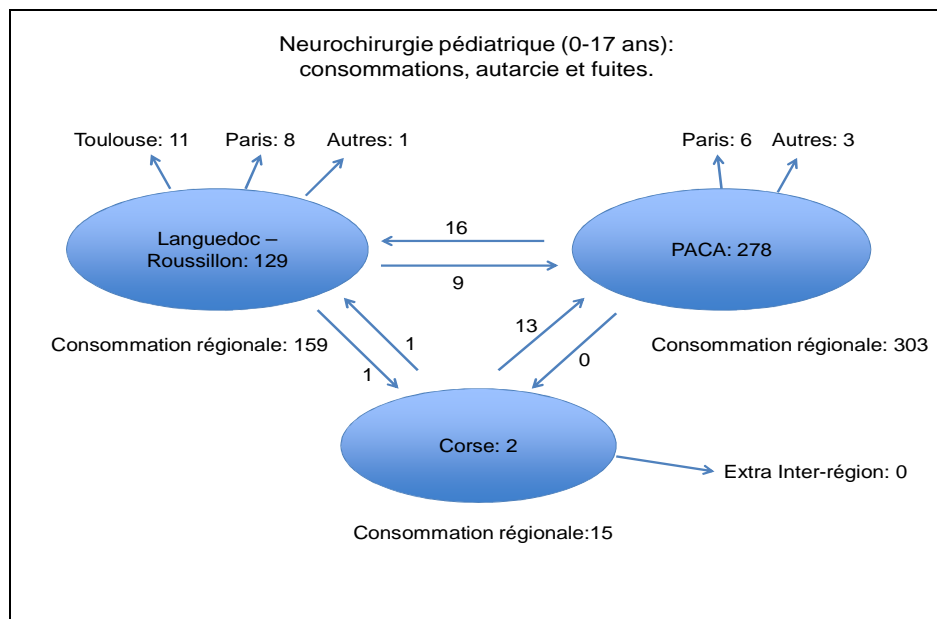 Neurochirurgie pédiatrique (0-17 ans):
consommations, autarcie et fuites.
Toulouse: 11
Paris: 8
Autres: 1
Paris: 6
Autres: 3
Languedoc –
Roussillon: 129
16
9
PACA: 278
Consommation régionale: 159
1
1
13
0
Consommation régionale: 303
Corse: 2
Extra Inter-région: 0
Consommation régionale:15